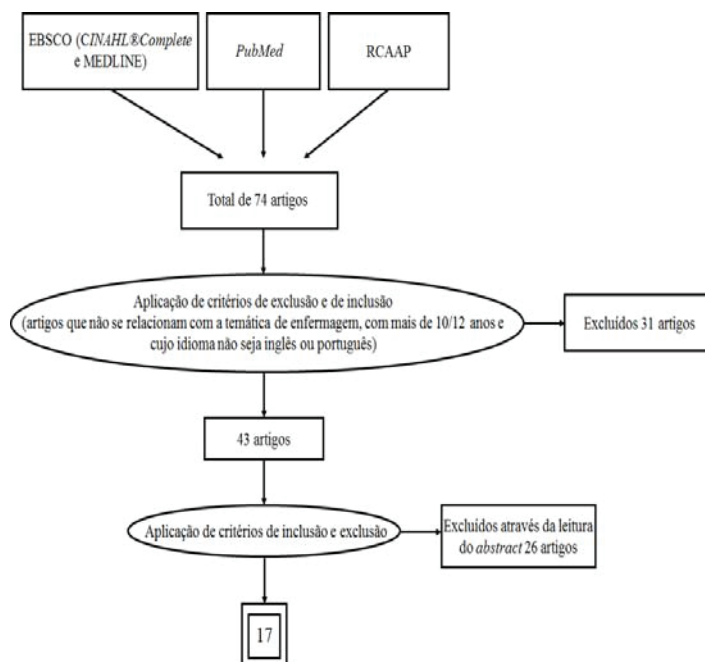 EBSCO (CINAHL®Complete
e MEDLINE)
PubMed
RCAAP
Total de 74 artigos
Aplicação de critérios de exclusão e de inclusão
(artigos que não se relacionam com a temática de enfermagem, com mais de 10/12 anos e
cujo idioma não seja inglês ou português)
Excluídos 31 artigos
43 artigos
Aplicação de critérios de inclusão e exclusão
Excluídos através da leitura
do abstract 26 artigos
17